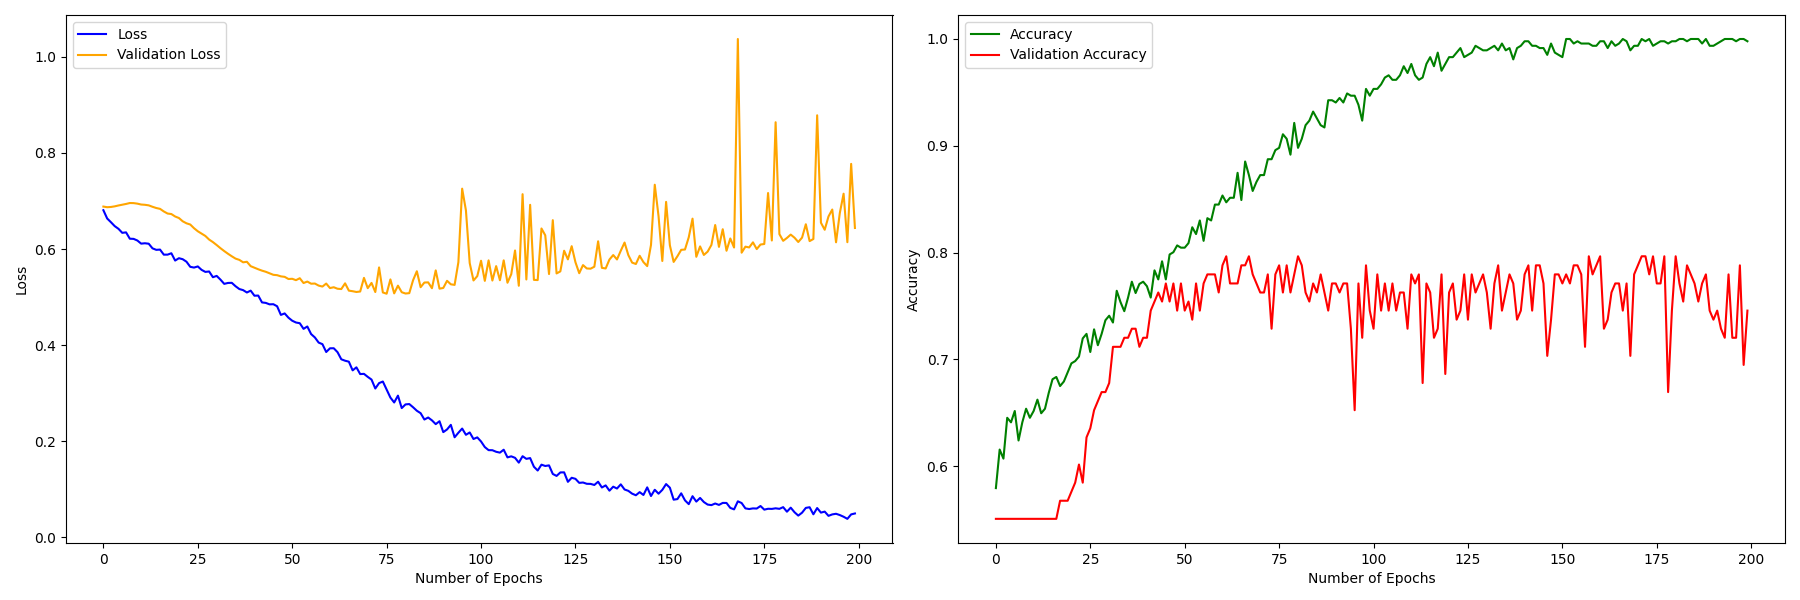 Loss
Validation Loss
1.0
0.8
0.6
0.4
0.2
0.0
Loss
0 25 50 75 100 125 150 175 200
Number of Epochs
Accuracy
Validation Accuracy
1.0
0.9
0.8
0.7
0.6
Accuracy
0 25 50 75 100 125 150 175 200
Number of Epochs